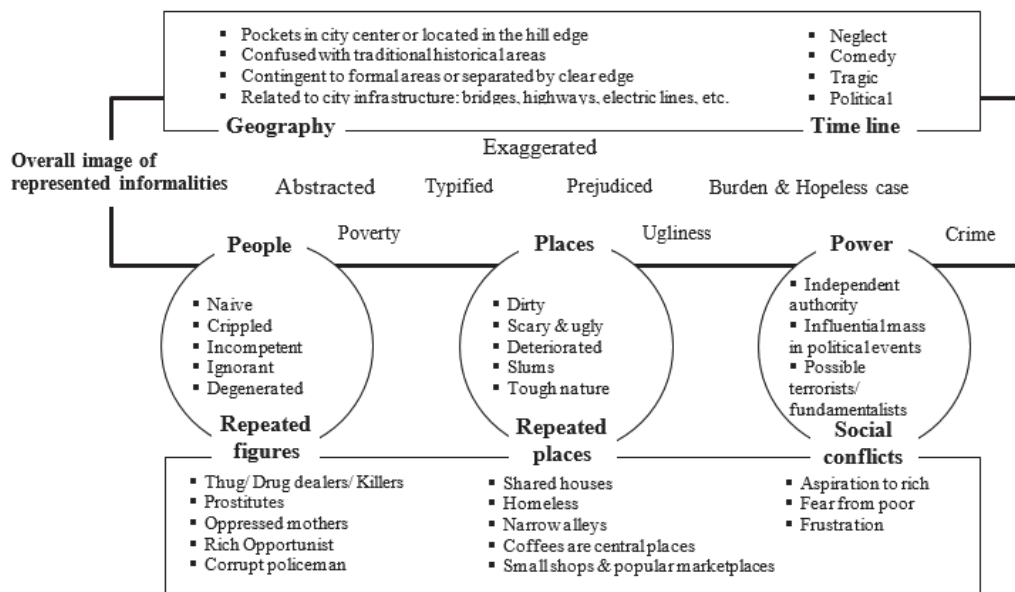 ▪ Pockets in city center or located in the hill edge
▪ Confused with traditional historical areas
▪ Contingent to formal areas or separated by clear edge
▪ Related to city infrastructure: bridges, highways, electric lines, etc.
Geography
▪ Neglect
▪ Comedy
▪ Tragic
▪ Political
Time line
Overall image of
represented informalities
Exaggerated
Abstracted Typified Prejudiced Burden & Hopeless case
Poverty Ugliness Crime
People
▪ Naive
▪ Crippled
▪ Incompetent
▪ Ignorant
▪ Degenerated
Places
▪ Dirty
▪ Scary & ugly
▪ Deteriorated
▪ Slums
▪ Tough nature
Power
▪ Independent
authority
▪ Influential mass
in political events
▪ Possible
terrorists/
fundamentalists
Repeated
figures
▪ Thug/ Drug dealers/ Killers
▪ Prostitutes
▪ Oppressed mothers
▪ Rich Opportunist
▪ Corrupt policeman
Repeated
places
▪ Shared houses
▪ Homeless
▪ Narrow alleys
▪ Coffees are central places
▪ Small shops & popular marketplaces
Social
conflicts
▪ Aspiration to rich
▪ Fear from poor
▪ Frustration